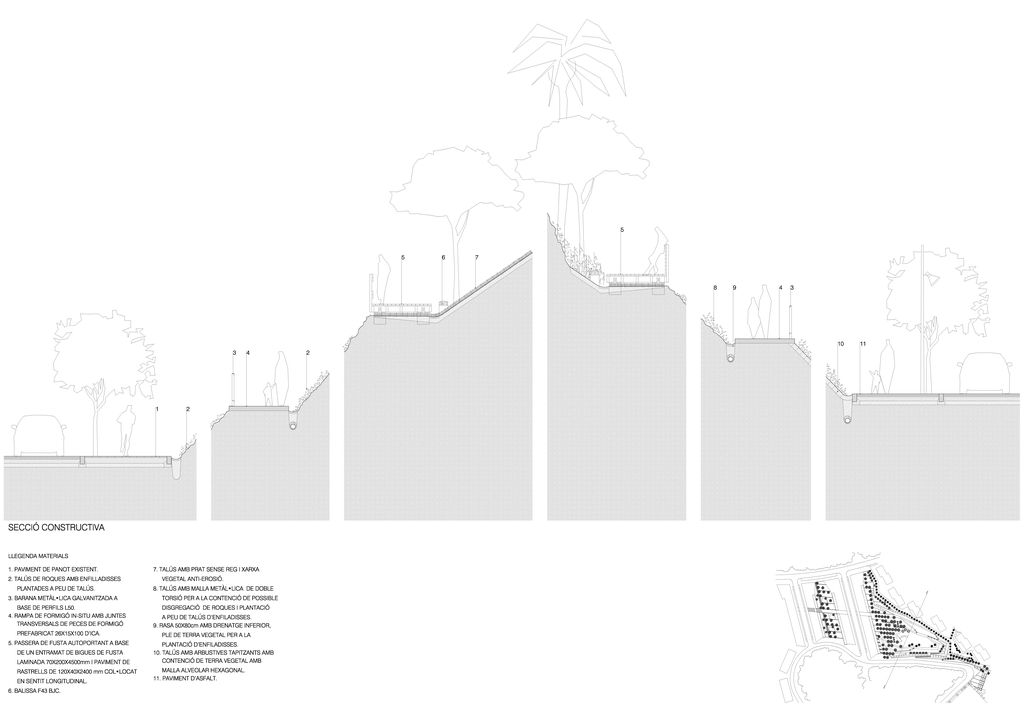 5
5
6
7
8
9
4
3
3
4
2
10
11
1
2
SECCIÓ CONSTRUCTIVA
LLEGENDA MATERIALS
1. PAVIMENT DE PANOT EXISTENT.
2. TALÚS DE ROQUES AMB ENFILLADISSES
PLANTADES A PEU DE TALÚS.
3. BARANA METÀL•LICA GALVANITZADA A
BASE DE PERFILS L50.
4. RAMPA DE FORMIGÓ IN-SITU AMB JUNTES
TRANSVERSALS DE PECES DE FORMIGÓ
PREFABRICAT 26X15X100 D'ICA.
5. PASSERA DE FUSTA AUTOPORTANT A BASE
DE UN ENTRAMAT DE BIGUES DE FUSTA
LAMINADA 70X200X4500mm I PAVIMENT DE
RASTRELLS DE 120X40X2400 mm COL•LOCAT
EN SENTIT LONGITUDINAL.
6. BALISSA F43 BJC.
7. TALÚS AMB PRAT SENSE REG I XARXA
VEGETAL ANTI-EROSIÓ.
8. TALÚS AMB MALLA METÀL•LICA DE DOBLE
TORSIÓ PER A LA CONTENCIÓ DE POSSIBLE
DISGREGACIÓ DE ROQUES I PLANTACIÓ
A PEU DE TALÚS D'ENFILADISSES.
9. RASA 50X80cm AMB DRENATGE INFERIOR,
PLE DE TERRA VEGETAL PER A LA
PLANTACIÓ D'ENFILADISSES.
10. TALÚS AMB ARBUSTIVES TAPITZANTS AMB
CONTENCIÓ DE TERRA VEGETAL AMB
MALLA ALVEOLAR HEXAGONAL.
11. PAVIMENT D'ASFALT.